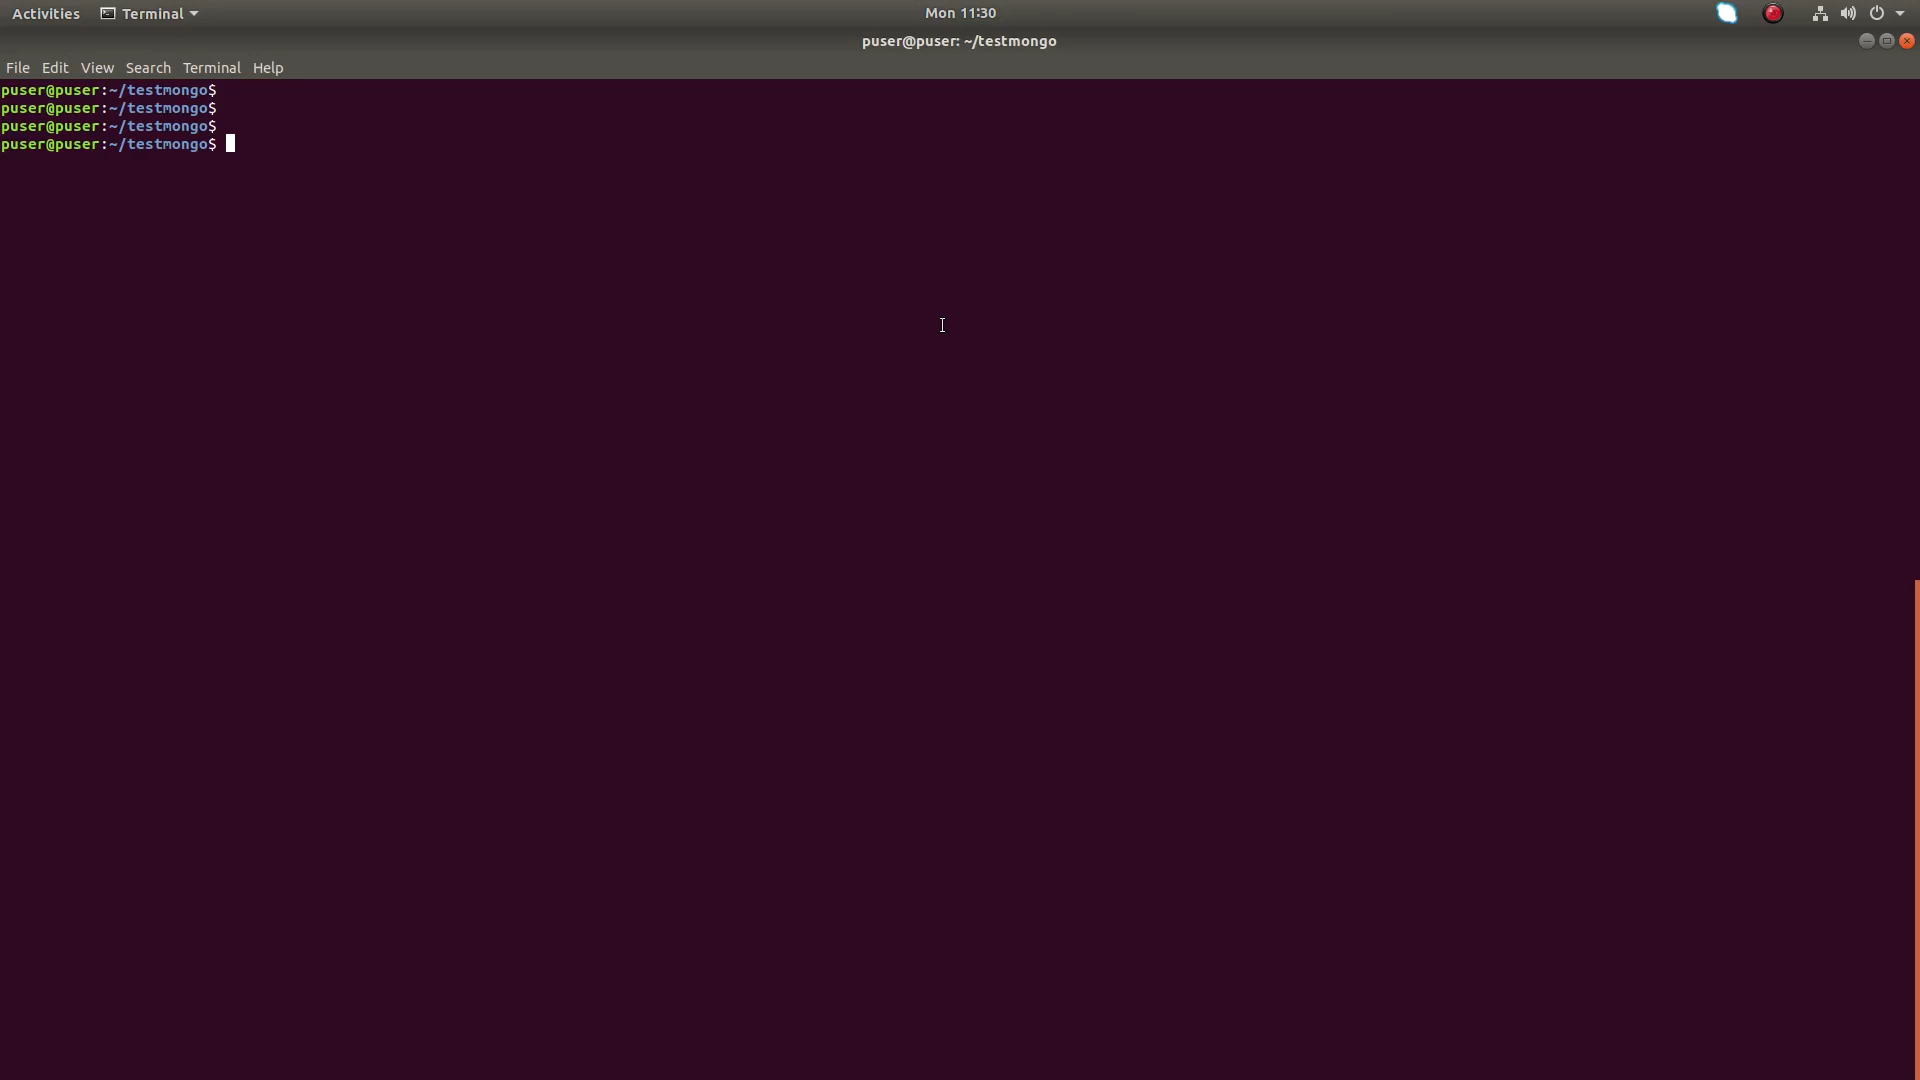 Activities Terminal Mon 11:30
puser@puser: ~/testmongo
File Edit View Search Terminal Help
puser@puser:~/testmongo$
puser@puser:~/testmongo$
puser@puser:~/testmongo$
puser@puser:~/testmongo$